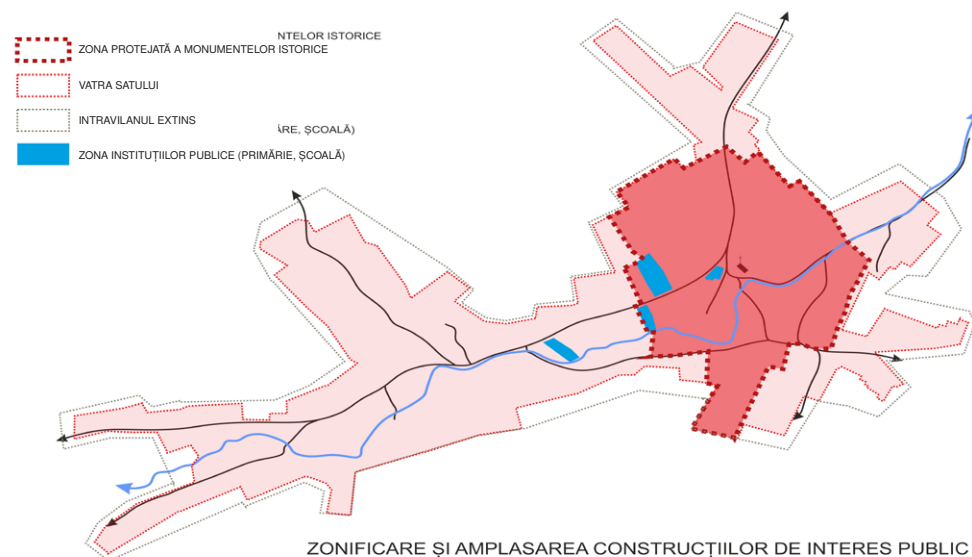 NTELOR ISTORICE
ZONA PROTEJATĂ A MONUMENTELOR ISTORICE
VATRA SATULUI
INTRAVILANUL EXTINS
ĂRE, ȘCOALĂ)
ZONA INSTITUȚIILOR PUBLICE (PRIMĂRIE, ȘCOALĂ)
ZONIFICARE ȘI AMPLASAREA CONSTRUCȚIILOR DE INTERES PUBLIC